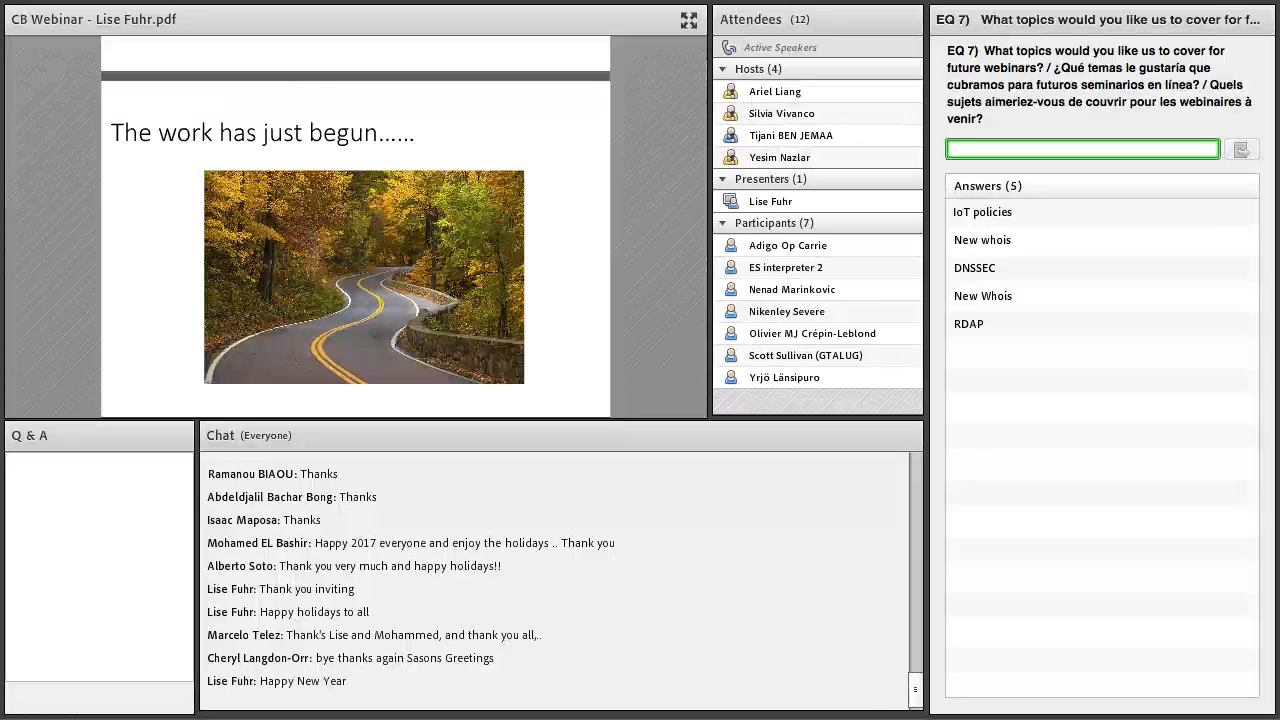 CB Webinar - Lise Fuhr.pdf
The work has just begun......
Attendees (12)
Active Speakers
Hosts (4)
Ariel Liang
Silvia Vivanco
Tijani BEN JEMAA
Yesim Nazlar
Presenters (1)
Lise Fuhr
Participants (7)
Adigo Op Carrie
ES interpreter 2
Nenad Marinkovic
Nikenley Severe
Olivier MJ Crépin-Leblond
Scott Sullivan (GTALUG)
Yrjö Länsipuro
Q & A
Chat (Everyone)
Ramanou BIAOU: Thanks
Abdeldjalil Bachar Bong: Thanks
Isaac Maposa: Thanks
Mohamed EL Bashir: Happy 2017 everyone and enjoy the holidays .. Thank you
Alberto Soto: Thank you very much and happy holidays!!
Lise Fuhr: Thank you inviting
Lise Fuhr: Happy holidays to all
Marcelo Telez: Thank's Lise and Mohammed, and thank you all,..
Cheryl Langdon-Orr: bye thanks again Sasons Greetings
Lise Fuhr: Happy New Year
EQ 7) What topics would you like us to cover for f...
EQ 7) What topics would you like us to cover for
future webinars? / ¿Qué temas le gustaría que
cubramos para futuros seminarios en línea? / Quels
sujets aimeriez-vous de couvrir pour les webinaires à
venir?
Answers (5)
IoT policies
New whois
DNSSEC
New Whois
RDAP